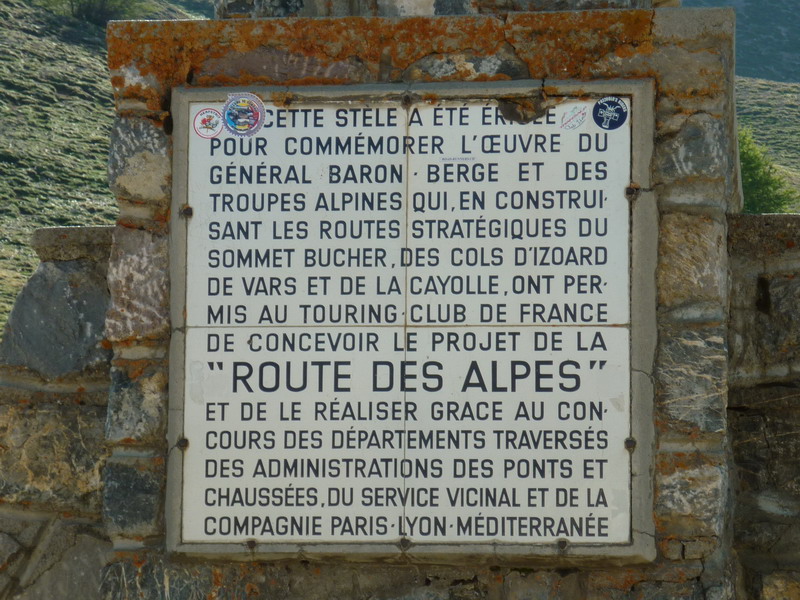 CETTE STÈLE A ÉTÉ
POUR COMMÉMORER L'ŒUVRE DU
GÉNÉRAL BARON · BERGE ET DES
TROUPES ALPINES QUI, EN CONSTRUI-
SANT LES ROUTES STRATÉGIQUES DU
SOMMET BUCHER, DES COLS D'IZOARD
DE VARS ET DE LA CAYOLLE, ONT PER-
MIS AU TOURING-CLUB DE FRANCE
DE CONCEVOIR LE PROJET DE LA
"ROUTE DES ALPES"
ET DE LE RÉALISER GRACE AU CON-
COURS DES DÉPARTEMENTS TRAVERSÉS
DES ADMINISTRATIONS DES PONTS ET
CHAUSSÉES, DU SERVICE VICINAL ET DE LA
COMPAGNIE PARIS-LYON-MÉDITERRANÉE